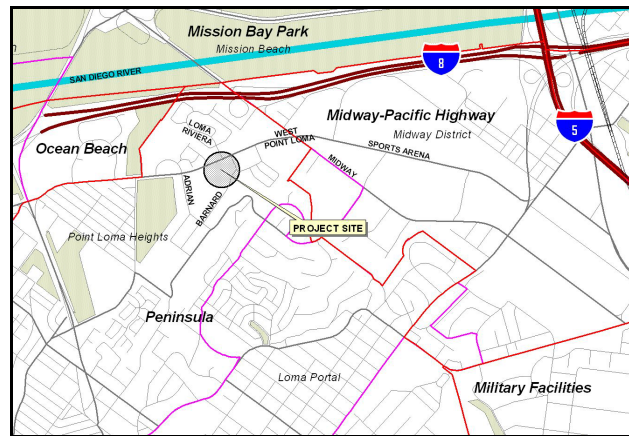 Mission Bay Park
Mission Beach
SAN DIEGO RIVER
8
5
Midway-Pacific Highway
Midway District
LOMA
RIVIERA
WEST
POINT LOMA
SPORTS ARENA
MIDWAY
Ocean Beach
ADRIAN
BARNARD
PROJECT SITE
Point Loma Heights
Peninsula
Loma Portal
Military Facilities